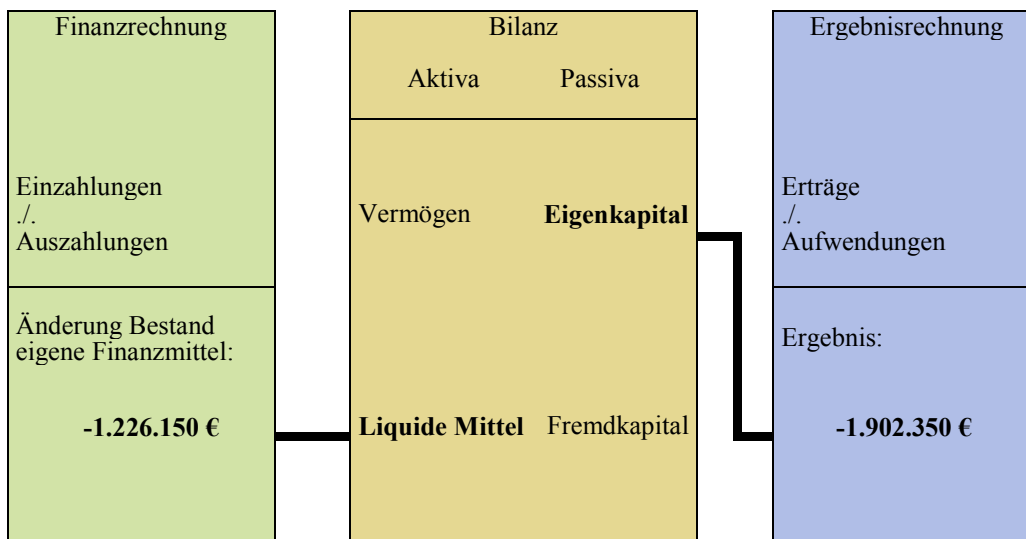 Finanzrechnung
Einzahlungen
./.
Auszahlungen
Änderung Bestand
eigene Finanzmittel:
-1.226.150 €
Bilanz
Aktiva Passiva
Vermögen Eigenkapital
Liquide Mittel Fremdkapital
Ergebnisrechnung
Erträge
./.
Aufwendungen
Ergebnis:
-1.902.350 €